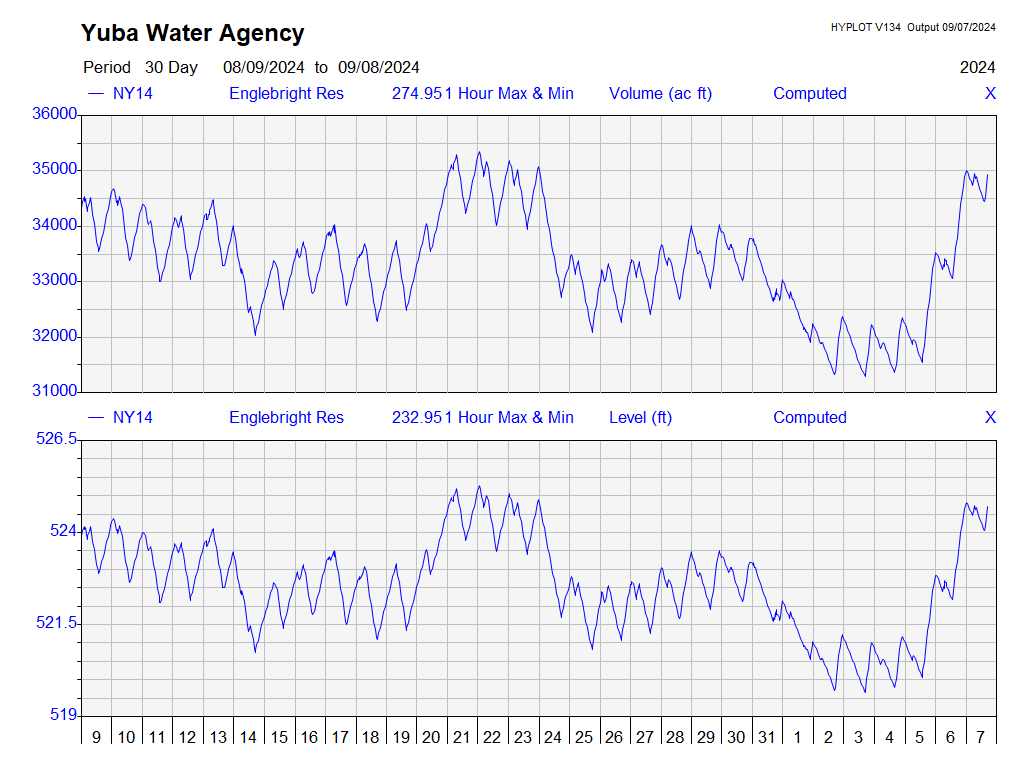 Yuba Water Agency
HYPLOT V134 Output 09/07/2024
Period 30 Day 08/09/2024 to 09/08/2024 2024
NY14 Englebright Res 274.951 Hour Max & Min Volume (ac ft) Computed X
36000
35000
34000
33000
32000
31000
NY14 Englebright Res 232.951 Hour Max & Min Level (ft) Computed X
526.5
524
521.5
519
9 10 11 12 13 14 15 16 17 18 19 20 21 22 23 24 25 26 27 28 29 30 31 1 2 3 4 5 6 7